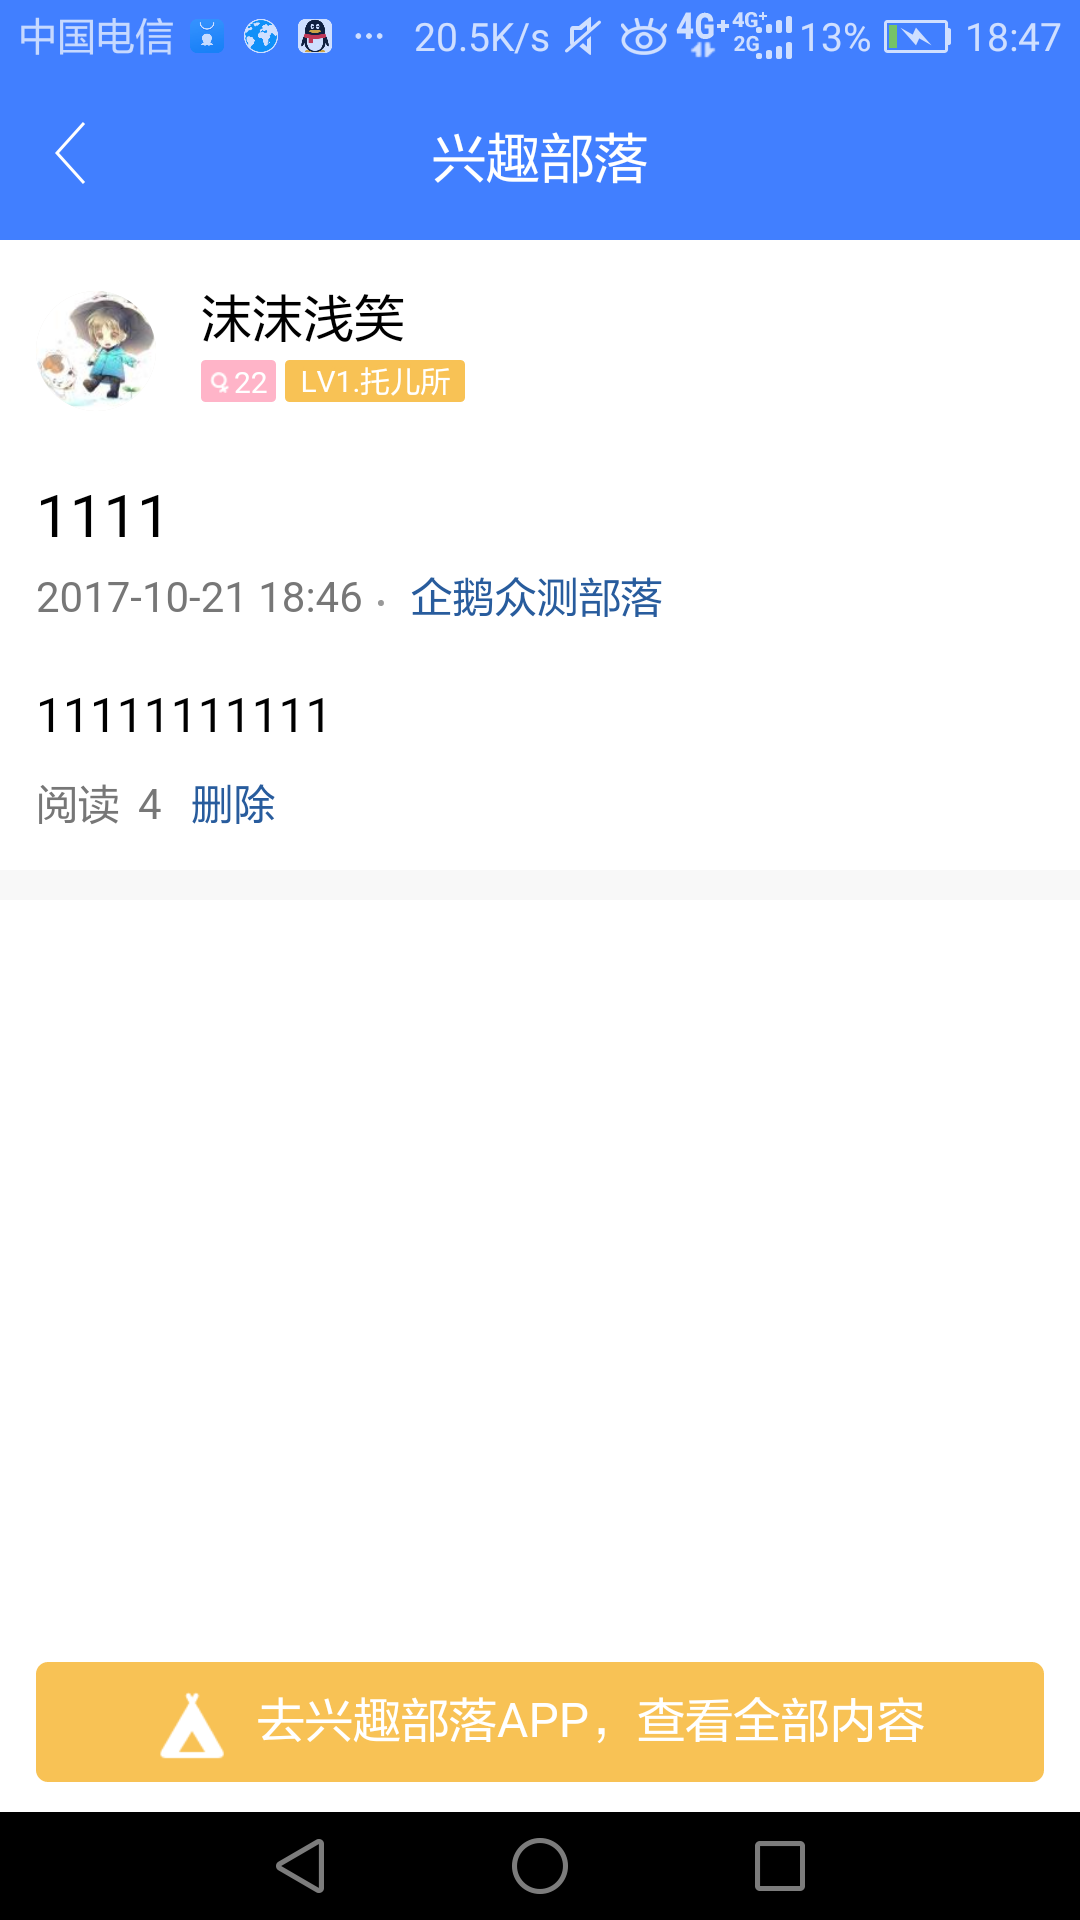 中国电信 ... 20.5K/s 4G+ 4G+ 2G 13% 18:47
兴趣部落
沫沫浅笑
22 LV1.托儿所
1111
2017-10-21 18:46 · 企鹅众测部落
11111111111
阅读 4 删除
去兴趣部落APP，查看全部内容